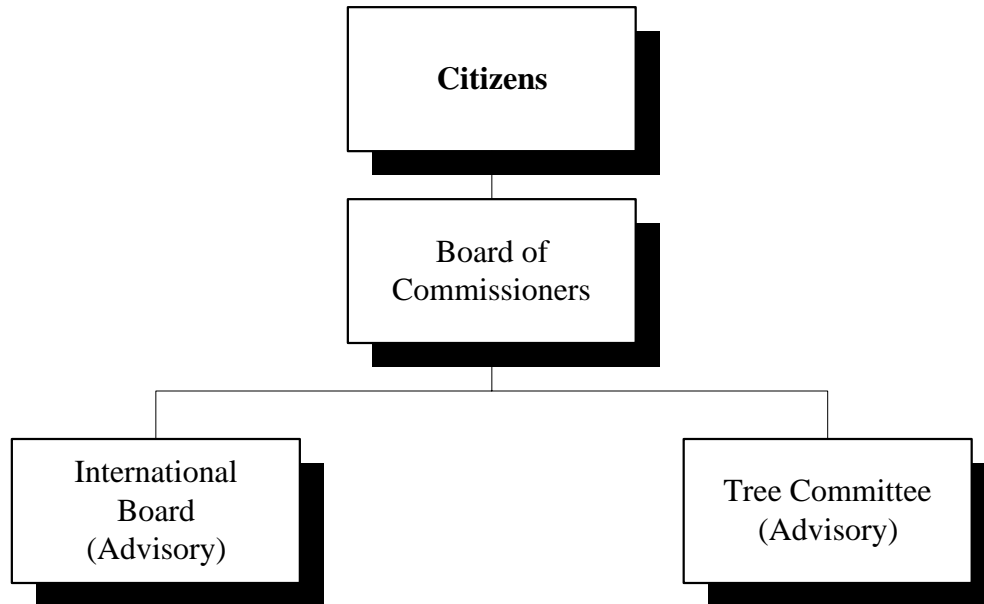 Citizens
Board of
Commissioners
International
Board
(Advisory)
Tree Committee
(Advisory)